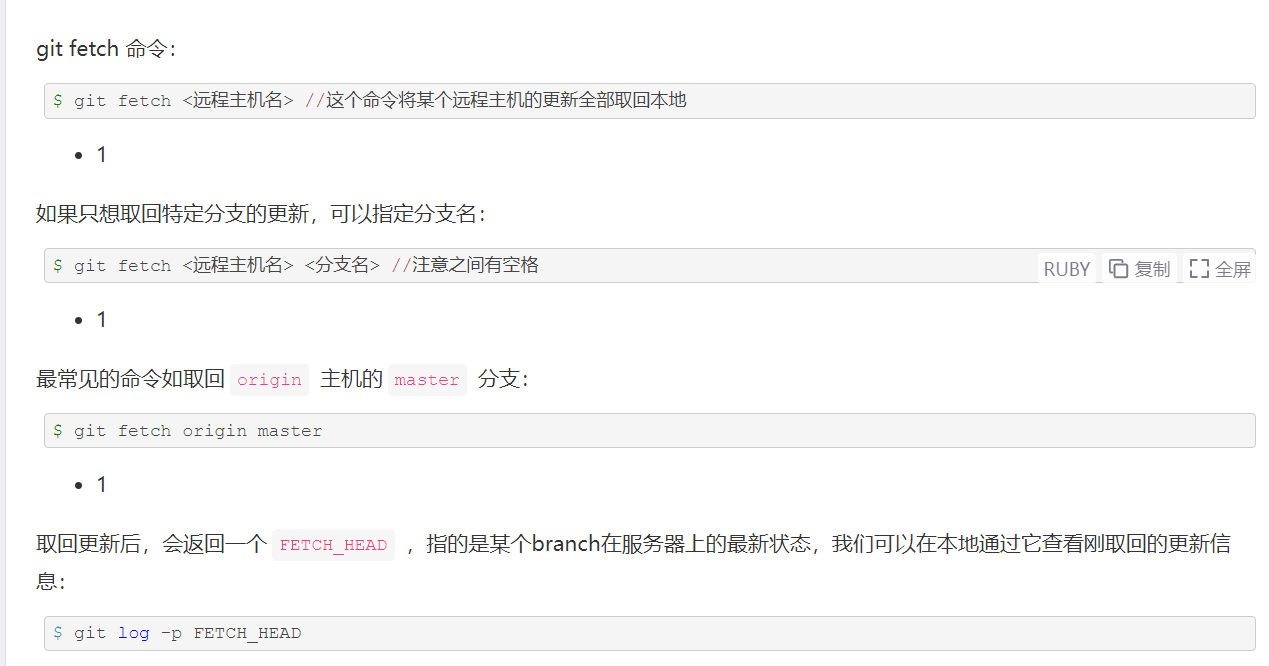 git fetch 命令：
$ git fetch <远程主机名> //这个命令将某个远程主机的更新全部取回本地
• 1
如果只想取回特定分支的更新，可以指定分支名：
$ git fetch <远程主机名> <分支名> //注意之间有空格
RUBY 复制 全屏
• 1
最常见的命令如取回 origin 主机的 master 分支：
$ git fetch origin master
• 1
取回更新后，会返回一个 FETCH_HEAD ，指的是某个branch在服务器上的最新状态，我们可以在本地通过它查看刚取回的更新信
息：
$ git log -p FETCH_HEAD